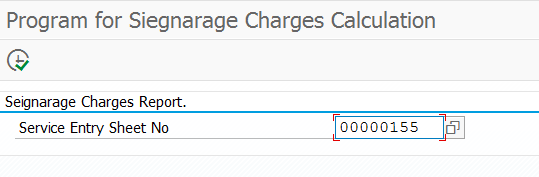 Program for Siegnarage Charges Calculation
Seignarage Charges Report.
Service Entry Sheet No 00000155